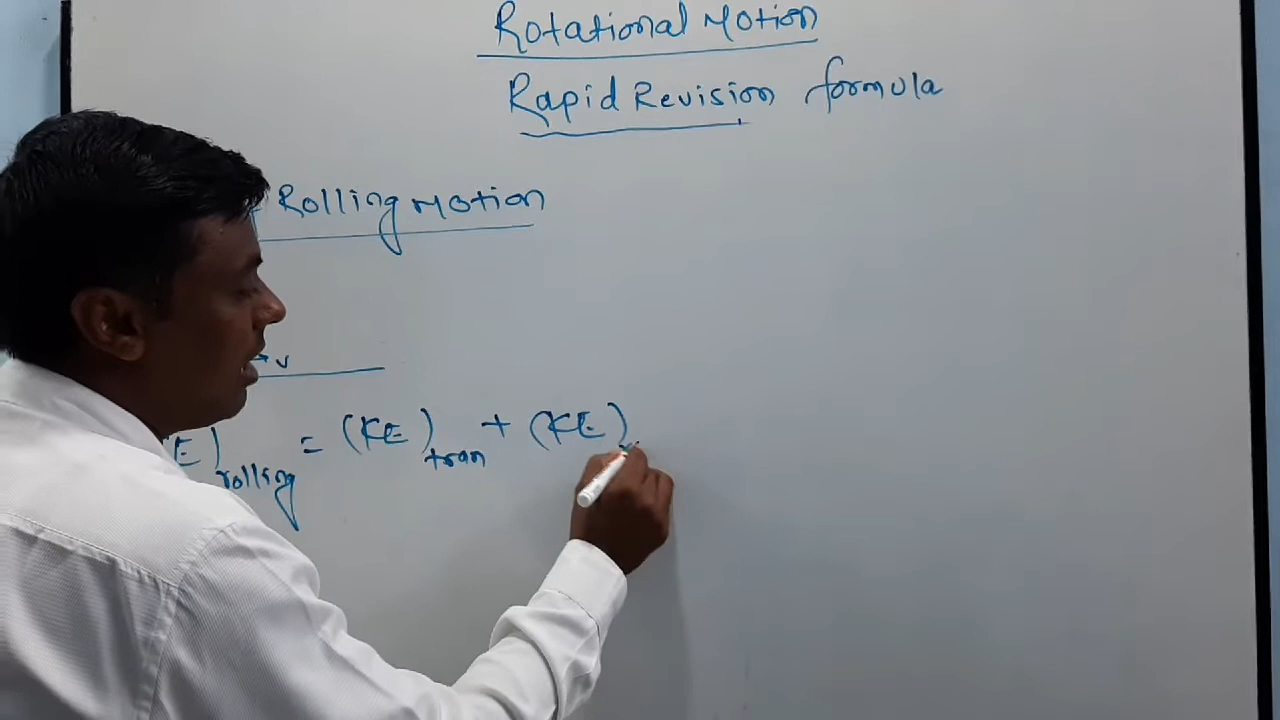 Rotational Motion
Rapid Revision formula
Rolling Motion
v
E)rolling = (KE)tran + (KE)